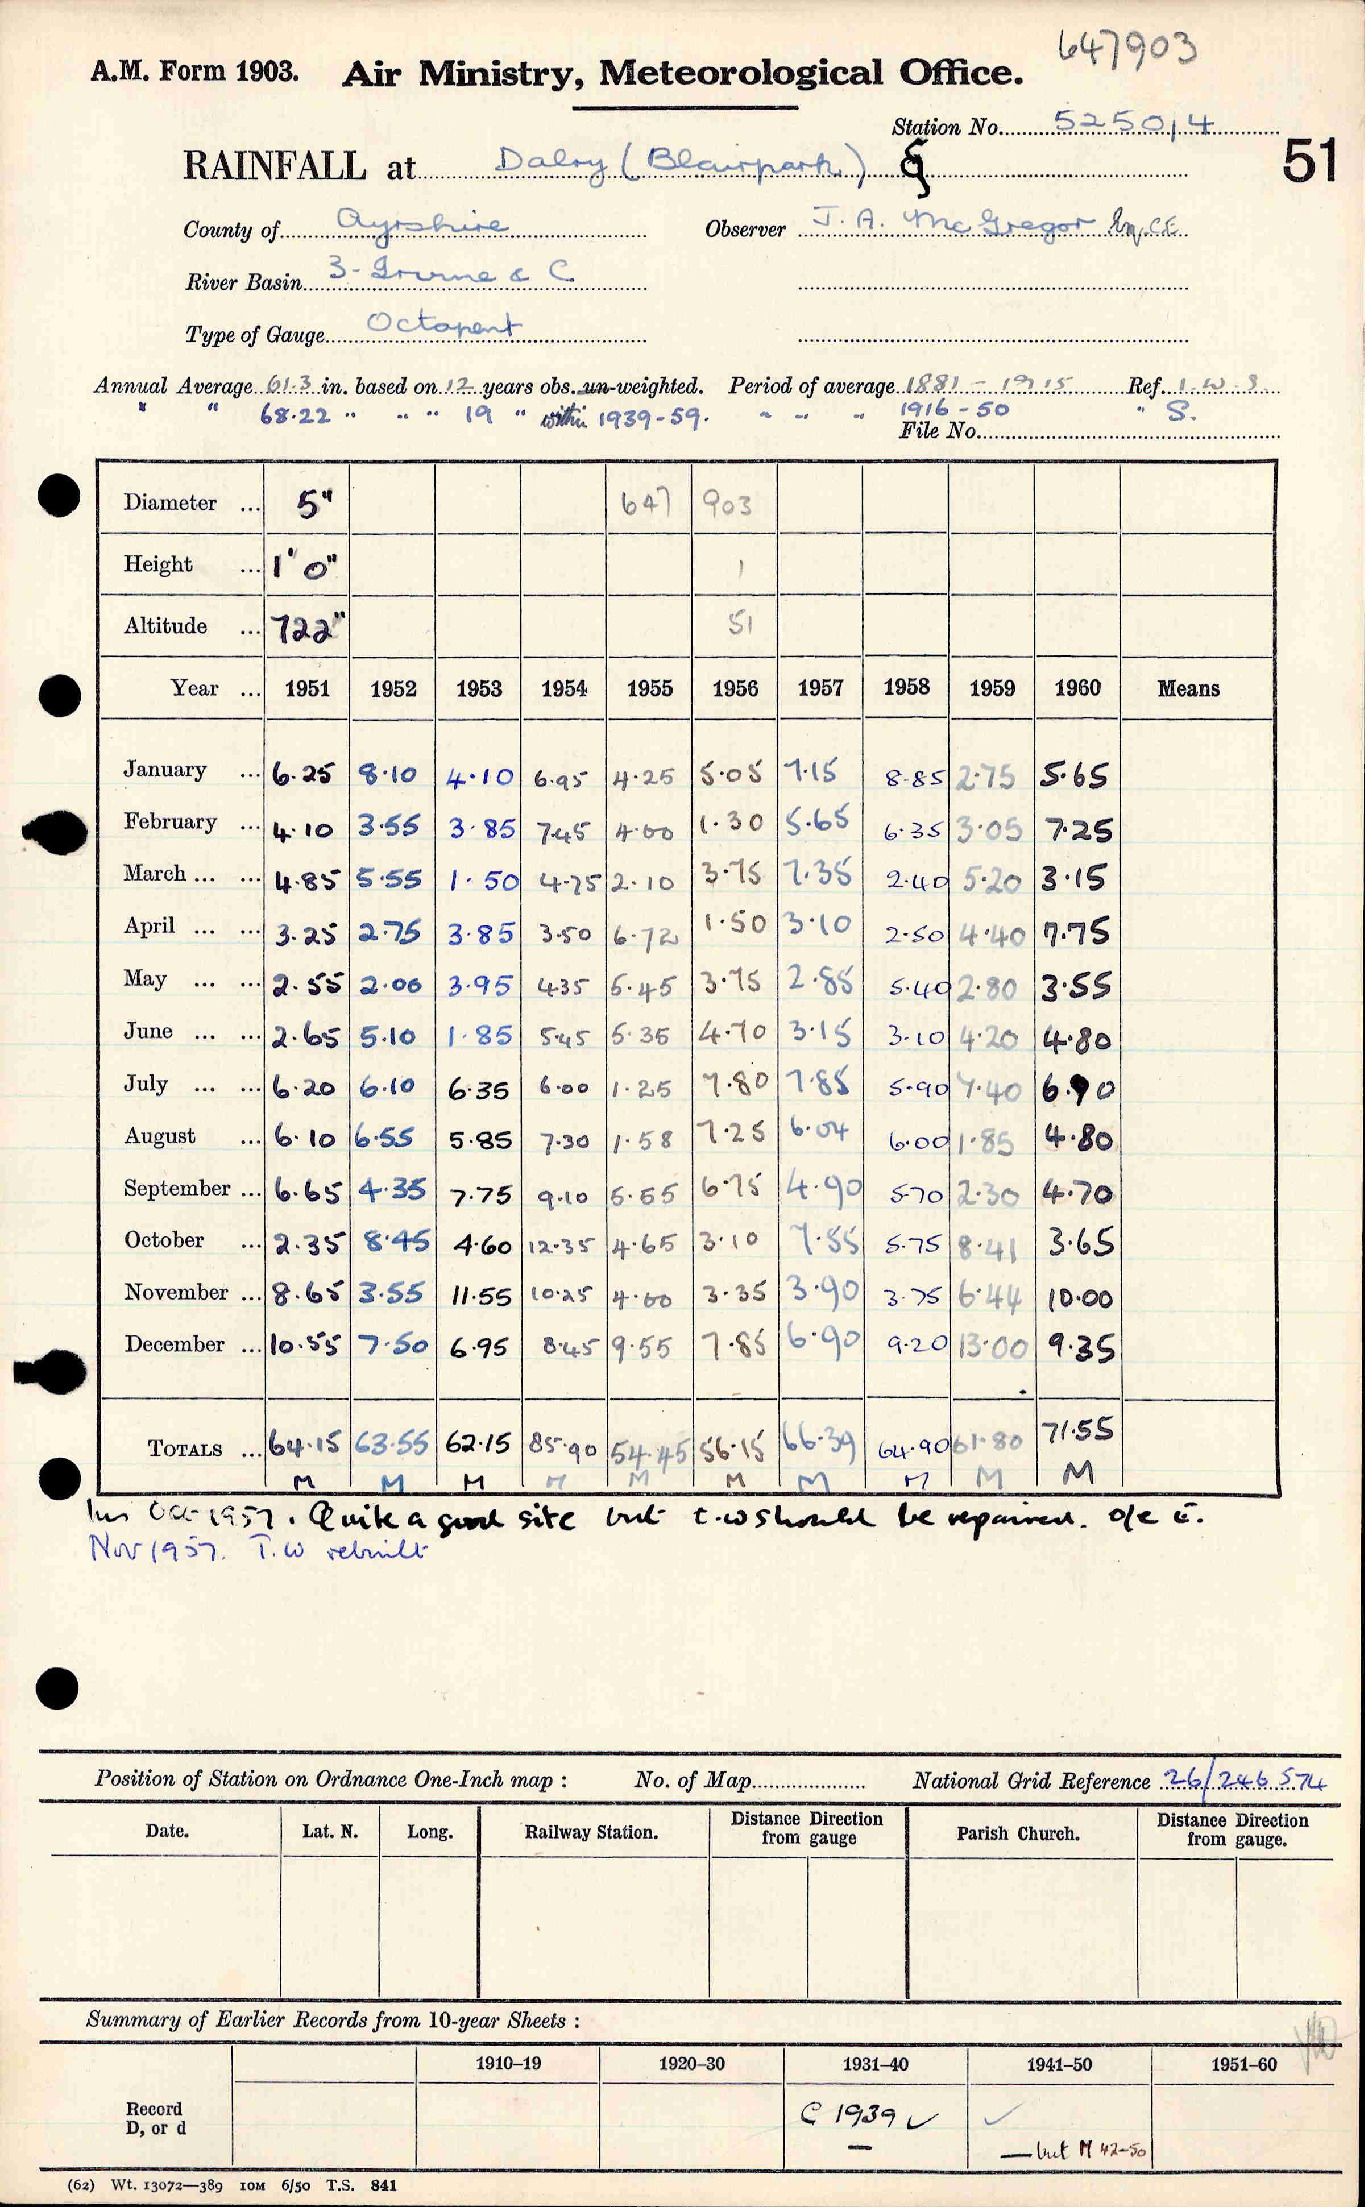 647903
A.M. Form 1903. Air Ministry, Meteorological Office.
Station No. 5250/4
RAINFALL at Dalry (Blairpark) 51
County of Ayrshire Observer J. A. McGregor Esq. C.E.
River Basin 3 - Irvine & C
Type of Gauge Octapent
Annual Average 61.3 in. based on 12 years obs. un-weighted. Period of average 1881 - 1915 Ref. I.W.S.
" " 68.22 " " " 19 " within 1939-59. " " " 1916-50 " S.
File No.
Diameter ... 5" 647 903
Height ... 1' 0" 1
Altitude ... 722" 51
Year ... 1951 1952 1953 1954 1955 1956 1957 1958 1959 1960 Means
January ... 6.25 8.10 4.10 6.95 4.25 5.05 7.15 8.85 2.75 5.65
February ... 4.10 3.55 3.85 7.45 4.00 1.30 5.65 6.35 3.05 7.25
March ... ... 4.85 5.55 1.50 4.75 2.10 3.75 7.35 2.40 5.20 3.15
April ... ... 3.25 2.75 3.85 3.50 6.72 1.50 3.10 2.50 4.40 7.75
May ... ... 2.55 2.00 3.95 4.35 5.45 3.75 2.85 5.40 2.80 3.55
June ... ... 2.65 5.10 1.85 5.45 5.35 4.70 3.15 3.10 4.20 4.80
July ... ... 6.20 6.10 6.35 6.00 1.25 7.80 7.85 5.90 7.40 6.90
August ... 6.10 6.55 5.85 7.30 1.58 7.25 6.04 6.00 1.85 4.80
September ... 6.65 4.35 7.75 9.10 5.55 6.75 4.90 5.70 2.30 4.70
October ... 2.35 8.45 4.60 12.35 4.65 3.10 7.55 5.75 8.41 3.65
November ... 8.65 3.55 11.55 10.25 4.00 3.35 3.90 3.75 6.44 10.00
December ... 10.55 7.50 6.95 8.45 9.55 7.85 6.90 9.20 13.00 9.35
TOTALS ... 64.15 63.55 62.15 85.90 54.45 56.15 66.39 64.90 61.80 71.55
M M M M M M M M M M
Ins Oct 1957. Quite a good site but t.w should be repaired. o/c
Nov 1957. T.W rebuilt
Position of Station on Ordnance One-Inch map : No. of Map National Grid Reference 26/246 574
Date. Lat. N. Long. Railway Station. Distance from gauge Direction Parish Church. Distance from gauge. Direction
Summary of Earlier Records from 10-year Sheets :
1910–19 1920–30 1931–40 1941–50 1951–60
Record D, or d C 1939 ✓ ✓
— but M 42-50
(62) Wt. 13072—389 10M 6/50 T.S. 841